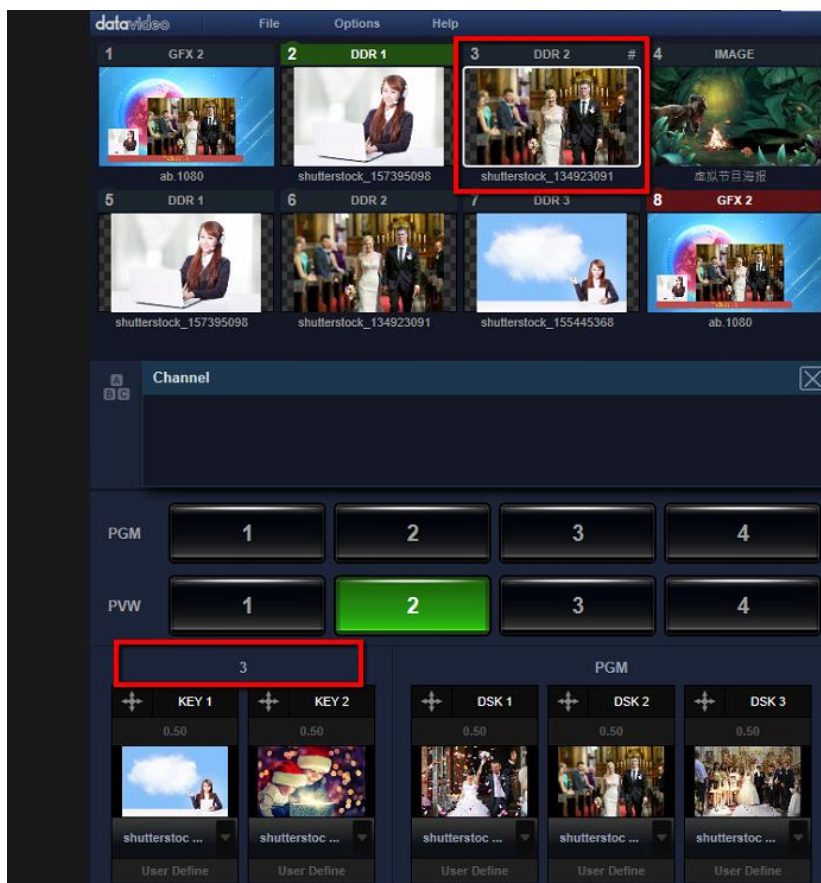 datavideo File Options Help
1 GFX 2 2 DDR 1 3 DDR 2 # 4 IMAGE
ab.1080 shutterstock_157395098 shutterstock_134923091 虚拟节目海报
5 DDR 1 6 DDR 2 7 DDR 3 8 GFX 2
shutterstock_157395098 shutterstock_134923091 shutterstock_155445368 ab.1080
A
B C
Channel
PGM 1 2 3 4
PVW 1 2 3 4
3 PGM
KEY 1 KEY 2 DSK 1 DSK 2 DSK 3
0.50 0.50 0.50 0.50 0.50
shutterstoc ... shutterstoc ... shutterstoc ... shutterstoc ... shutterstoc ...
User Define User Define User Define User Define User Define